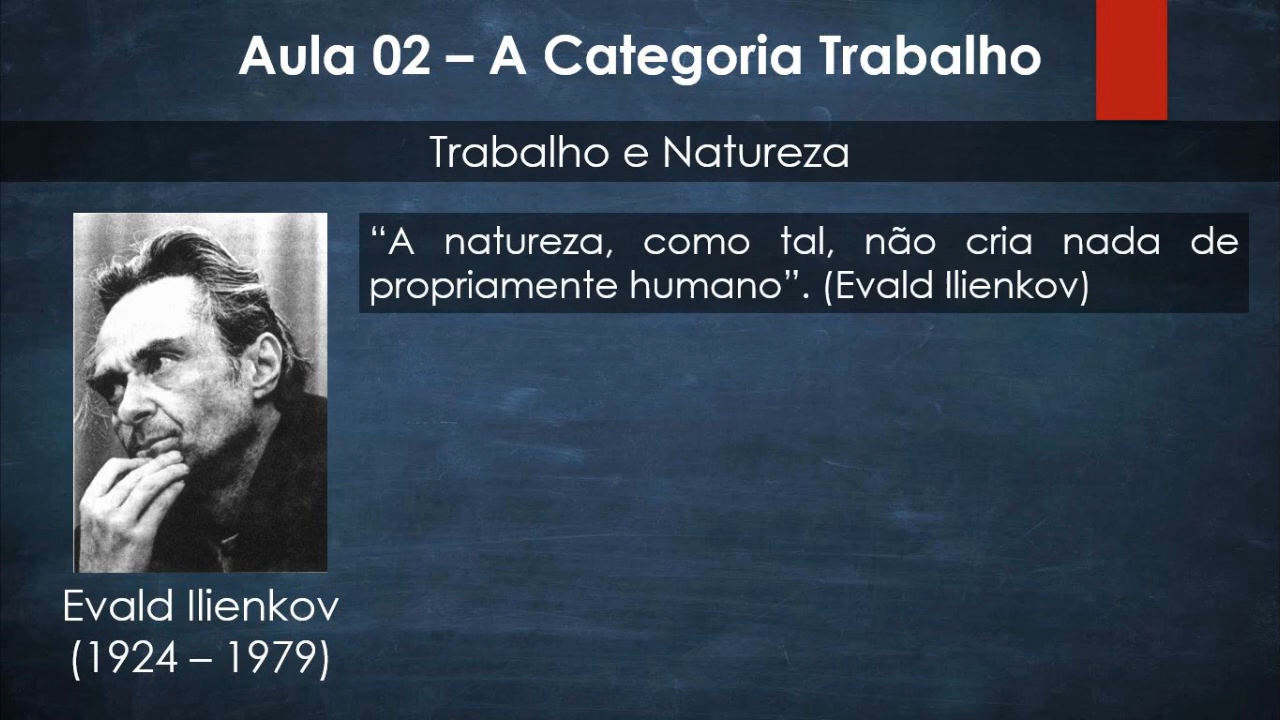 Aula 02 – A Categoria Trabalho
Trabalho e Natureza
“A natureza, como tal, não cria nada de
propriamente humano”. (Evald Ilienkov)
Evald Ilienkov
(1924 – 1979)